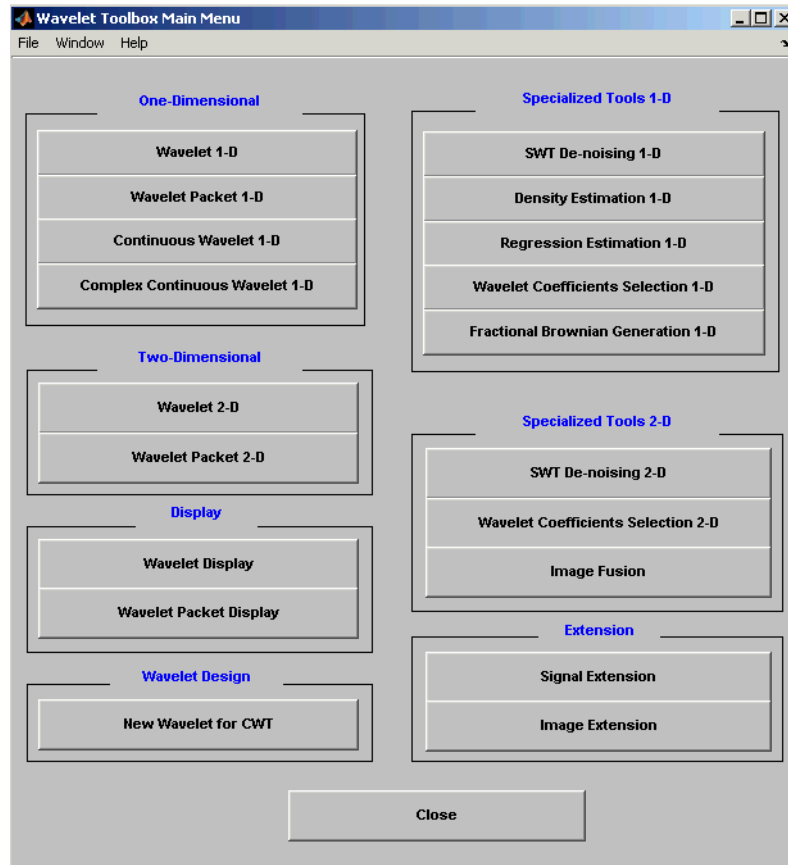 Wavelet Toolbox Main Menu
File Window Help
One-Dimensional
Wavelet 1-D
Wavelet Packet 1-D
Continuous Wavelet 1-D
Complex Continuous Wavelet 1-D
Two-Dimensional
Wavelet 2-D
Wavelet Packet 2-D
Display
Wavelet Display
Wavelet Packet Display
Wavelet Design
New Wavelet for CWT
Specialized Tools 1-D
SWT De-noising 1-D
Density Estimation 1-D
Regression Estimation 1-D
Wavelet Coefficients Selection 1-D
Fractional Brownian Generation 1-D
Specialized Tools 2-D
SWT De-noising 2-D
Wavelet Coefficients Selection 2-D
Image Fusion
Extension
Signal Extension
Image Extension
Close